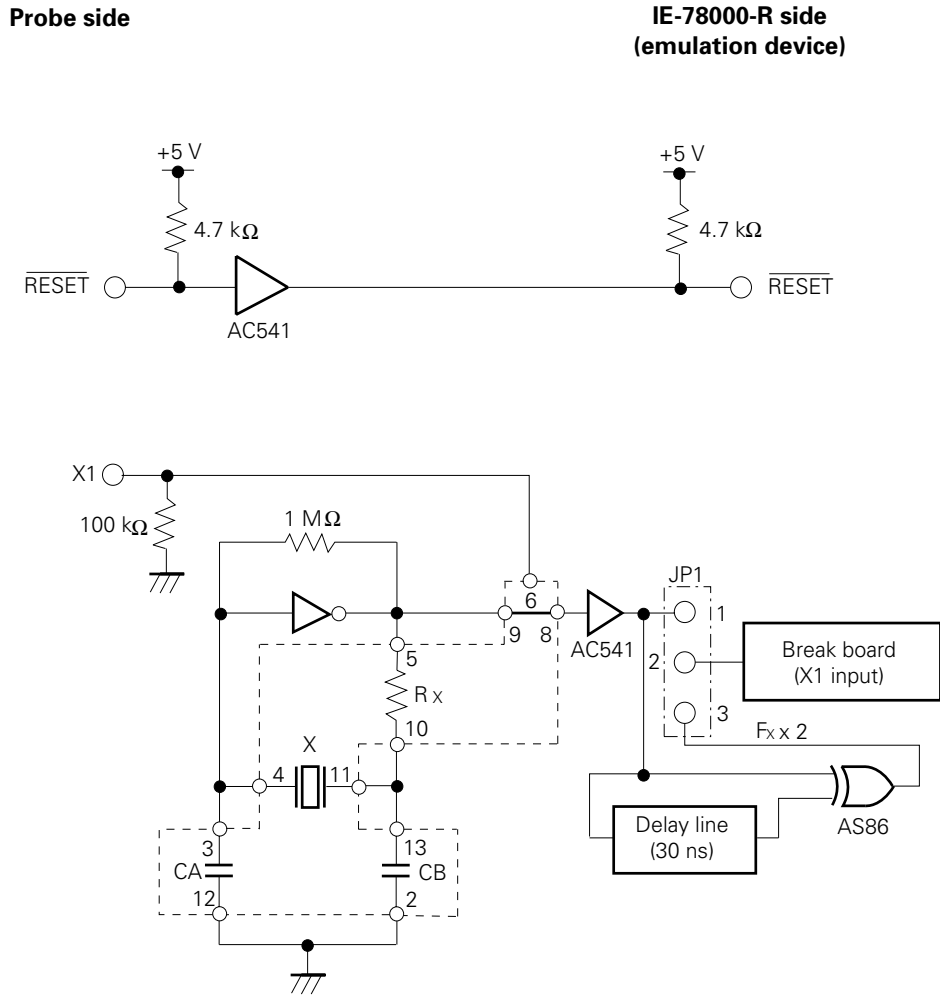 Probe side
IE-78000-R side
(emulation device)
+5 V
+5 V
4.7 kΩ
4.7 kΩ
RESET
RESET
AC541
X1
100 kΩ
1 MΩ
JP1
6
1
9
8
AC541
5
2
Break board
(X1 input)
RX
3
10
FX x 2
X
4
11
AS86
Delay line
(30 ns)
3
13
CA
CB
12
2